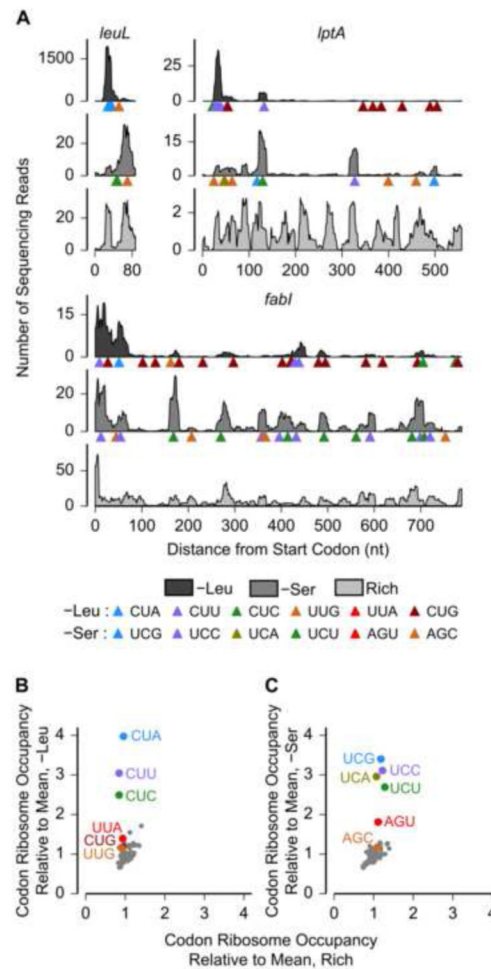 A
leuL
lptA
1500
0
25
0
30
0
15
0
20
0
2
0
0 80
0 100 200 300 400 500
Number of Sequencing Reads
fabI
15
0
20
0
50
0
0 100 200 300 400 500 600 700
Distance from Start Codon (nt)
−Leu −Ser Rich
−Leu : CUA CUU CUC UUG UUA CUG
−Ser : UCG UCC UCA UCU AGU AGC
B
Codon Ribosome Occupancy
Relative to Mean, −Leu
4
3
2
1
0
CUA
CUU
CUC
UUA
CUG
UUG
0 1 2 3 4
C
Codon Ribosome Occupancy
Relative to Mean, −Ser
4
3
2
1
0
UCG
UCC
UCA
UCU
AGU
AGC
0 1 2 3 4
Codon Ribosome Occupancy
Relative to Mean, Rich